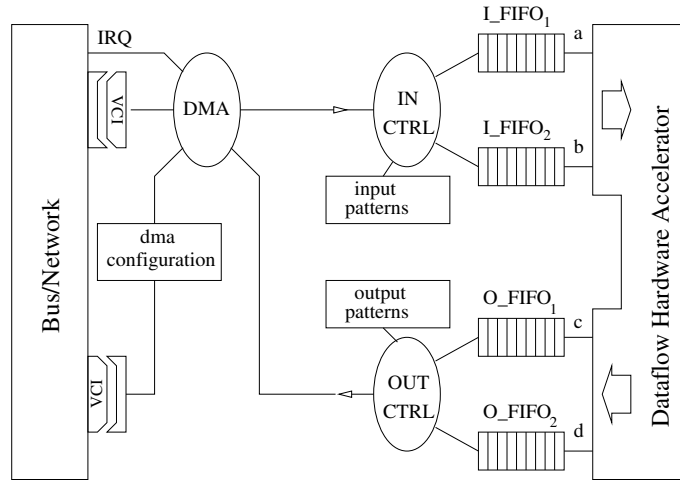 Bus/Network
IRQ
VCI
DMA
dma
configuration
VCI
IN
CTRL
input
patterns
output
patterns
OUT
CTRL
I_FIFO1
a
I_FIFO2
b
O_FIFO1
c
O_FIFO2
d
Dataflow Hardware Accelerator